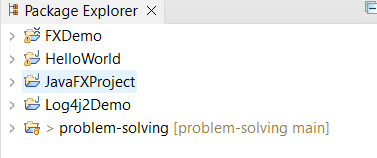 Package Explorer ×
FXDemo
HelloWorld
JavaFXProject
Log4j2Demo
> problem-solving [problem-solving main]